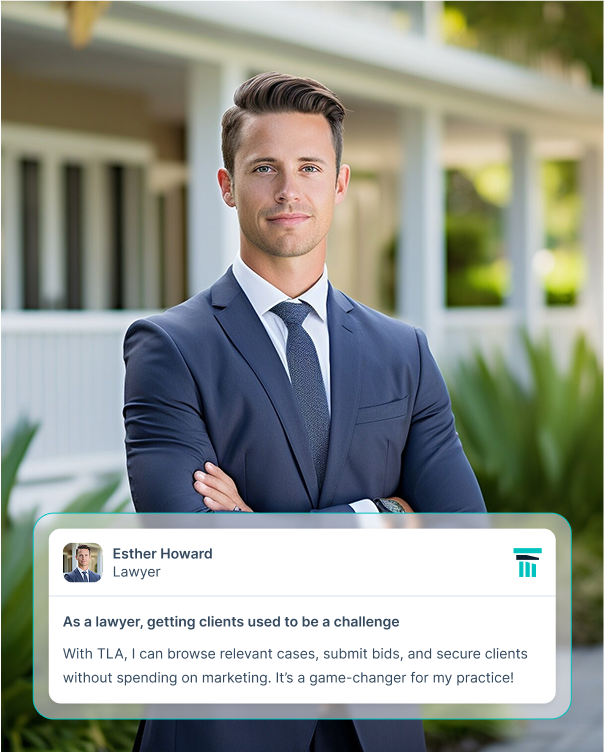 Esther Howard
Lawyer
As a lawyer, getting clients used to be a challenge
With TLA, I can browse relevant cases, submit bids, and secure clients
without spending on marketing. It's a game-changer for my practice!